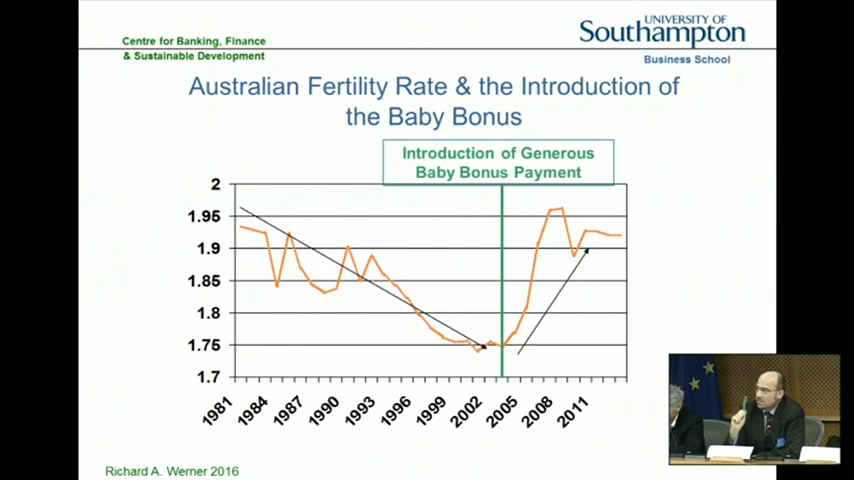 Centre for Banking, Finance
& Sustainable Development
UNIVERSITY OF
Southampton
Business School
Australian Fertility Rate & the Introduction of
the Baby Bonus
Introduction of Generous
Baby Bonus Payment
2
1.95
1.9
1.85
1.8
1.75
1.7
1981
1984
1987
1990
1993
1996
1999
2002
2005
2008
2011
Richard A. Werner 2016